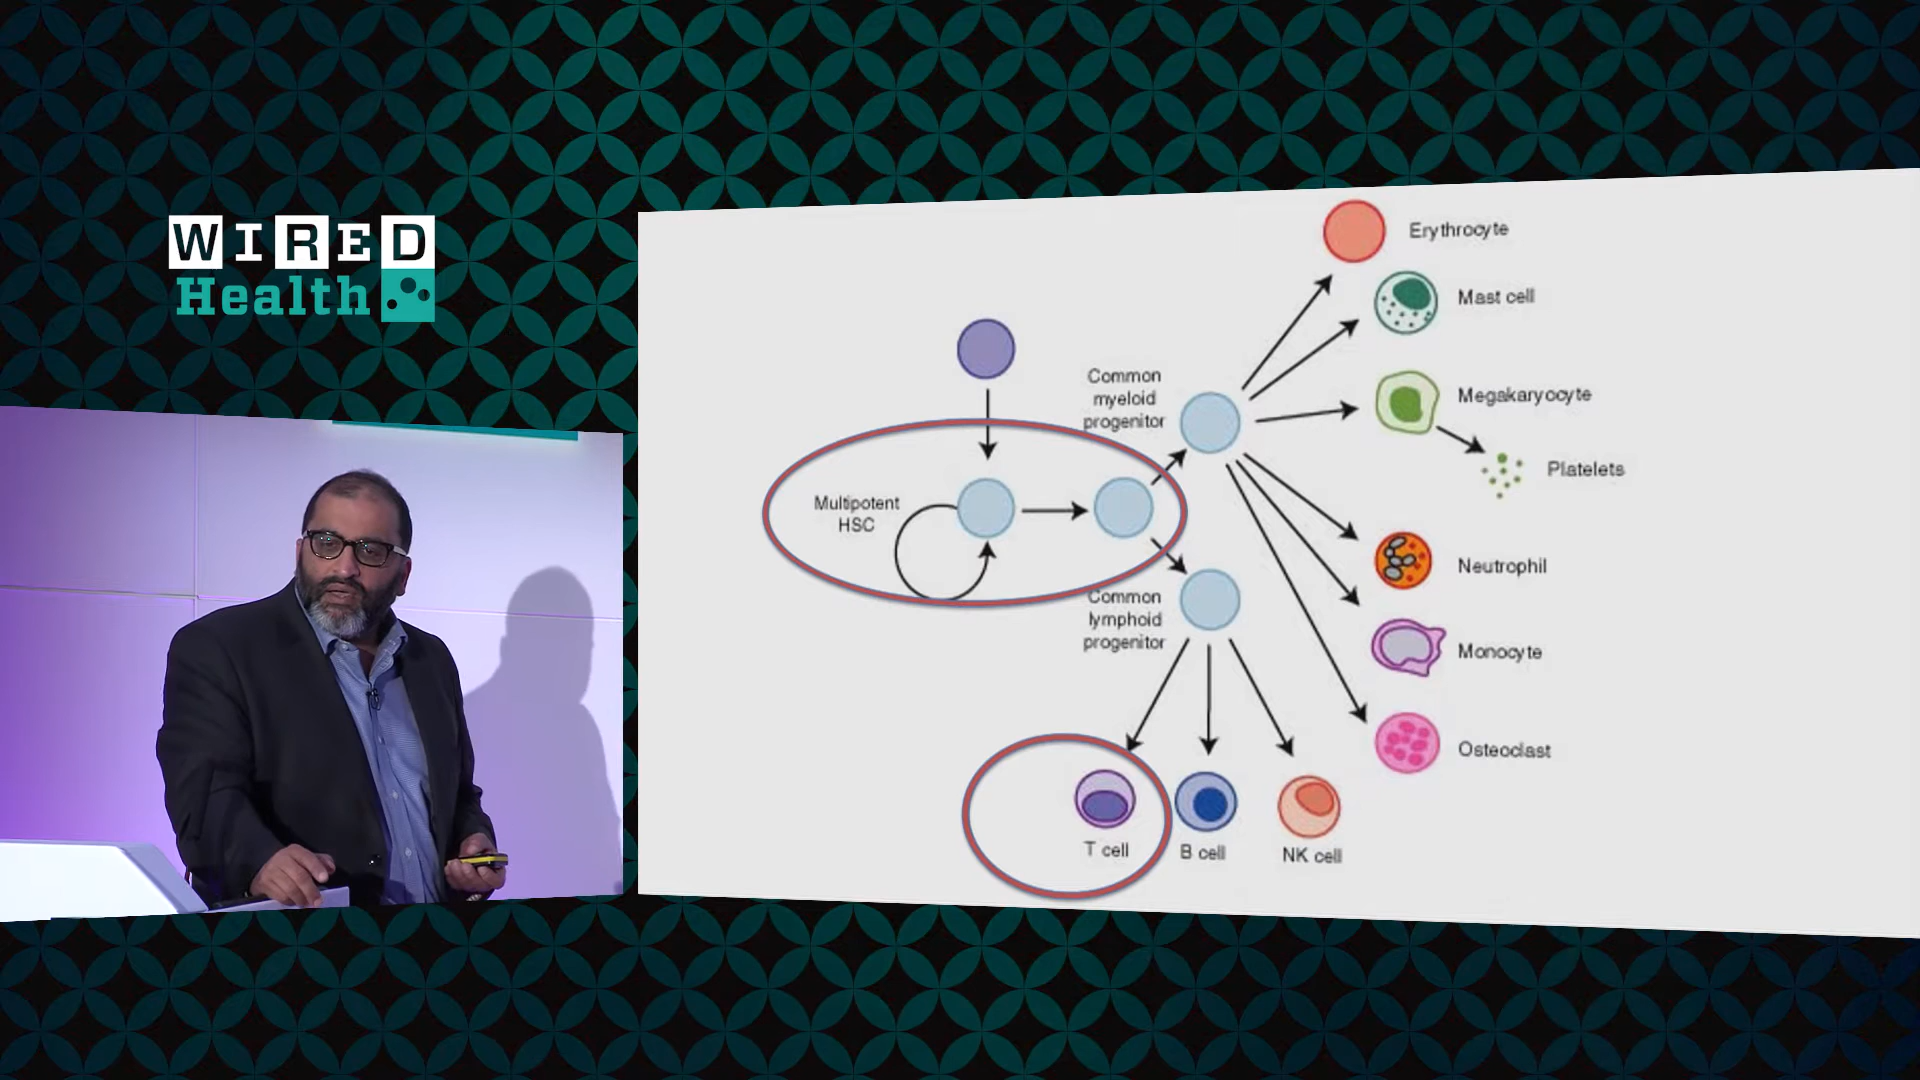 WIRED
Health
Erythrocyte
Mast cell
Common
myeloid
progenitor
Megakaryocyte
Platelets
Multipotent
HSC
Neutrophil
Common
lymphoid
progenitor
Monocyte
Osteoclast
T cell
B cell
NK cell